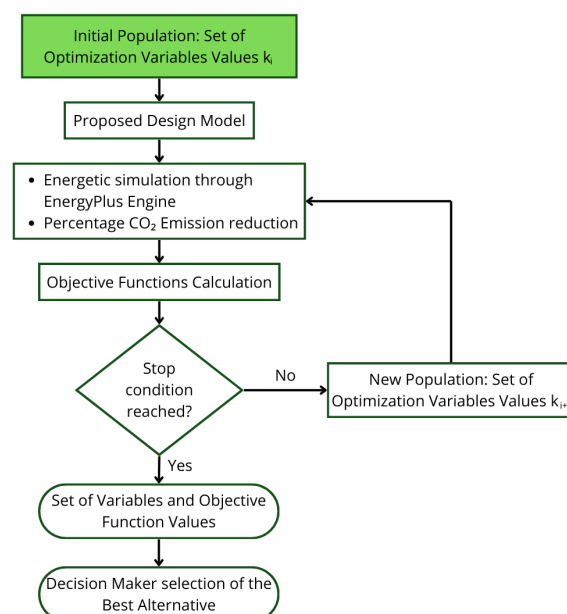 Initial Population: Set of
Optimization Variables Values kᵢ
Proposed Design Model
• Energetic simulation through
EnergyPlus Engine
• Percentage CO₂ Emission reduction
Objective Functions Calculation
Stop
condition
reached?
No
New Population: Set of
Optimization Variables Values kᵢ₊
Yes
Set of Variables and Objective
Function Values
Decision Maker selection of the
Best Alternative